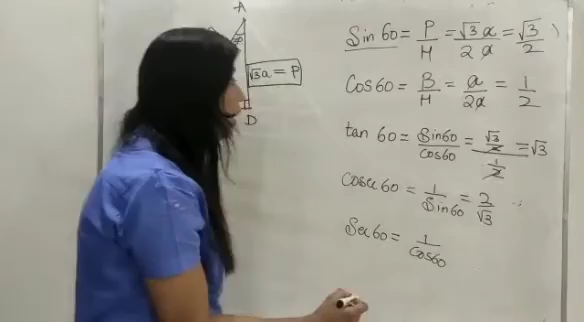 A
√3a = P
D
Sin 60 = P/H = √3a/2a = √3/2
Cos 60 = B/H = a/2a = 1/2
tan 60 = Sin60/Cos60 = √3/2 / 1/2 = √3
Cosec 60 = 1/Sin60 = 2/√3
Sec 60 = 1/Cos60